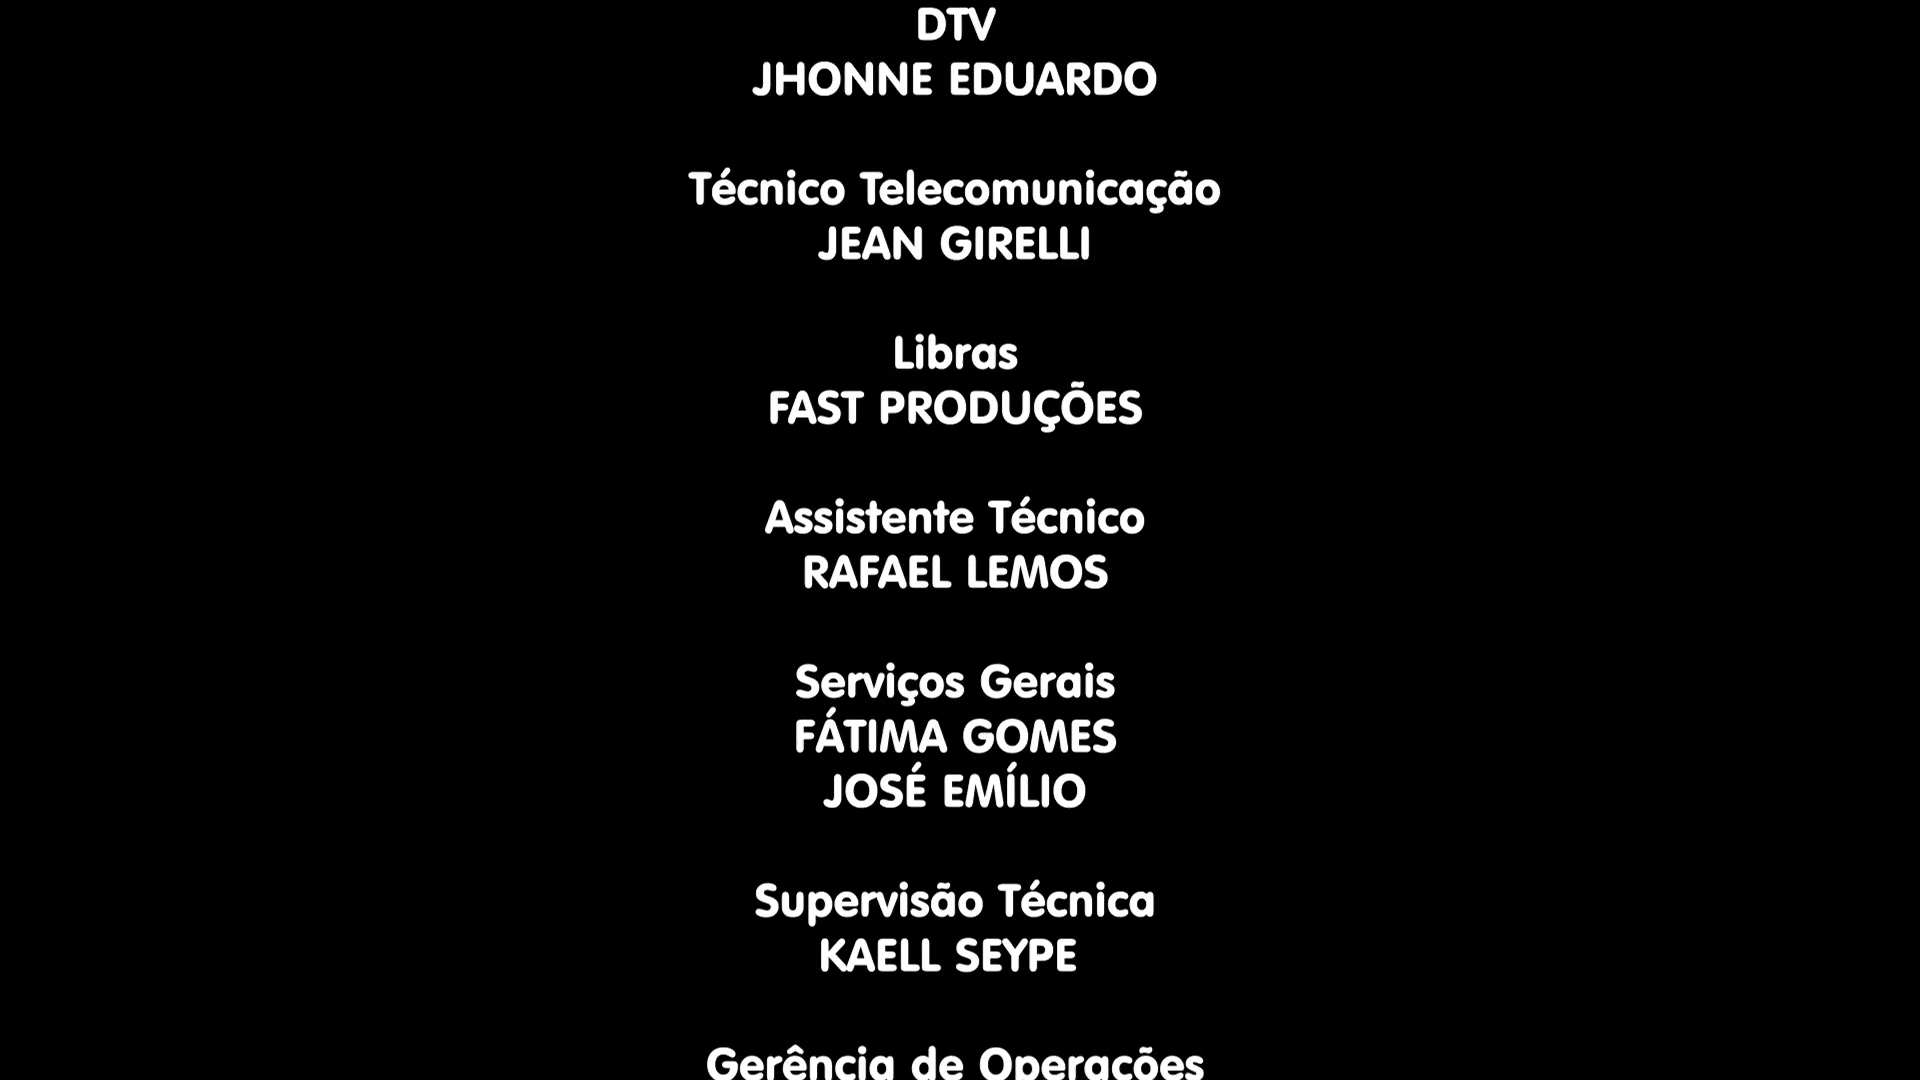 DTV
JHONNE EDUARDO
Técnico Telecomunicação
JEAN GIRELLI
Libras
FAST PRODUÇÕES
Assistente Técnico
RAFAEL LEMOS
Serviços Gerais
FÁTIMA GOMES
JOSÉ EMÍLIO
Supervisão Técnica
KAELL SEYPE
Gerência de Operações